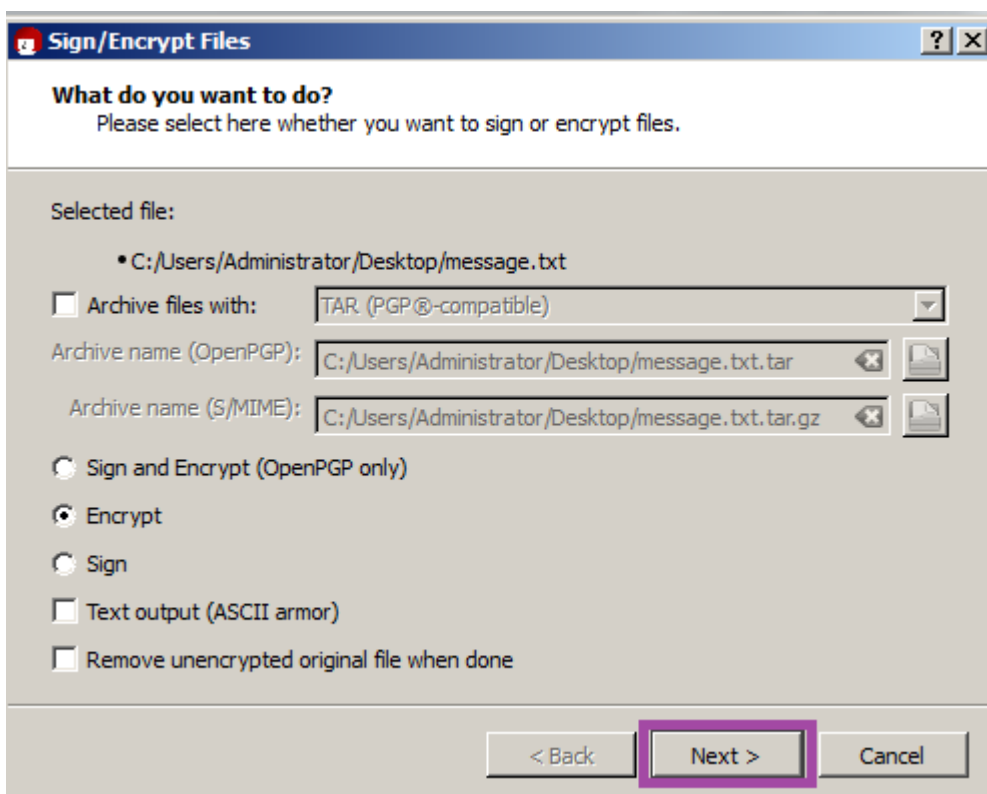 Sign/Encrypt Files
What do you want to do?
Please select here whether you want to sign or encrypt files.
Selected file:
• C:/Users/Administrator/Desktop/message.txt
Archive files with: TAR (PGP®-compatible)
Archive name (OpenPGP): C:/Users/Administrator/Desktop/message.txt.tar
Archive name (S/MIME): C:/Users/Administrator/Desktop/message.txt.tar.gz
Sign and Encrypt (OpenPGP only)
Encrypt
Sign
Text output (ASCII armor)
Remove unencrypted original file when done
< Back Next > Cancel